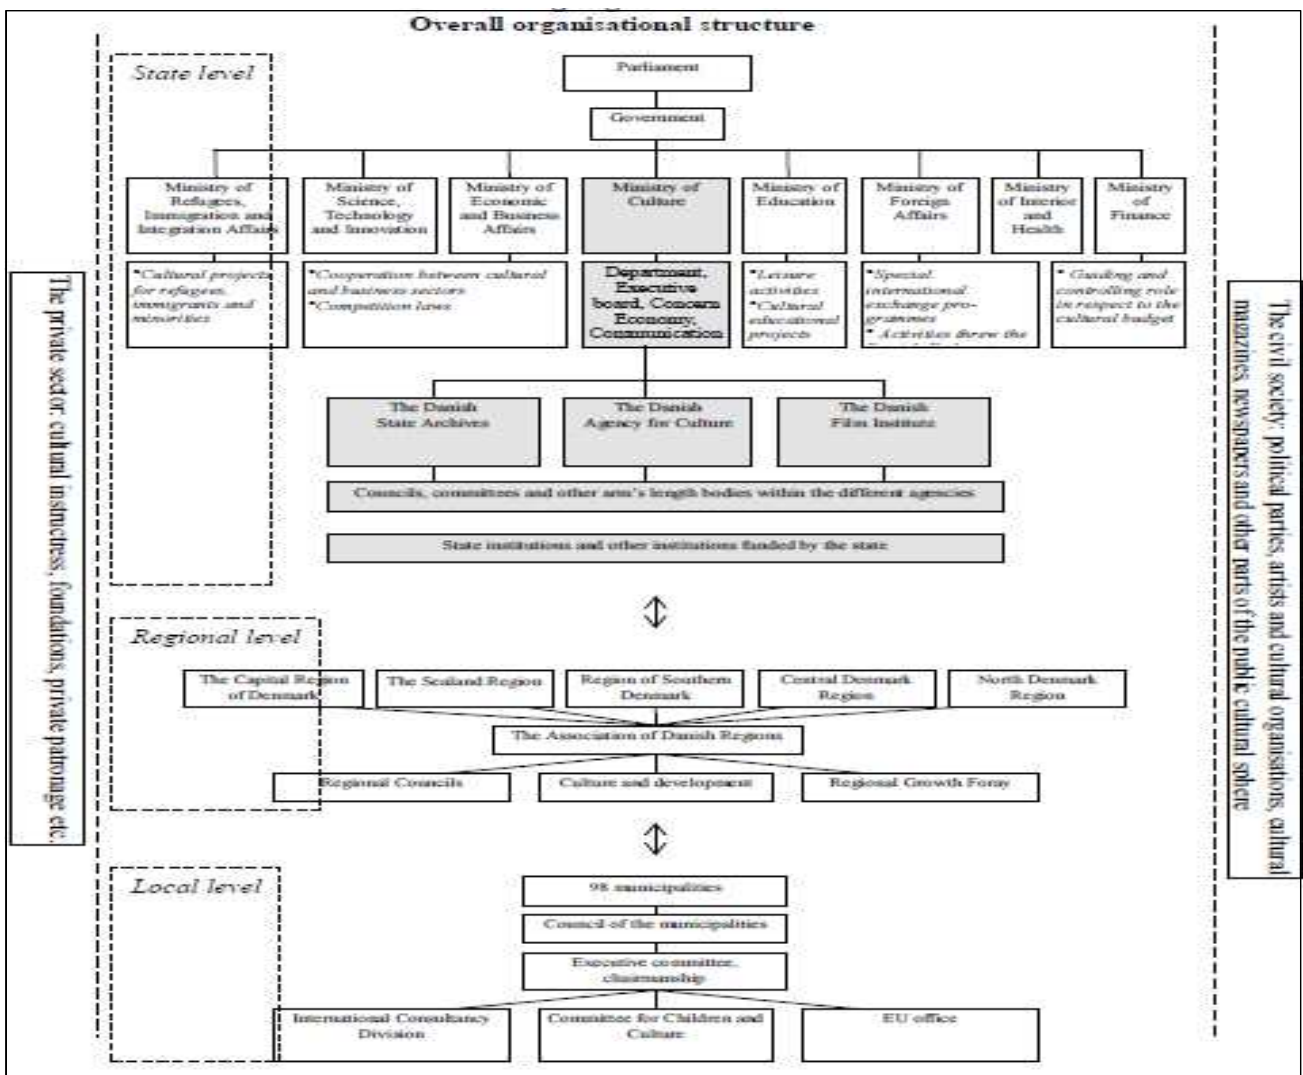 Overall organisational structure
State level
Parliament
Government
Ministry of
Refugees,
Immigration and
Integration Affairs
Ministry of
Science,
Technology
and Innovation
Ministry of
Economic
and Business
Affairs
Ministry of
Culture
Ministry of
Education
Ministry of
Foreign
Affairs
Ministry
of Interior
and
Health
Ministry
of
Finance
*Cultural projects
for refugees,
immigrants and
minorities
*Cooperation between cultural
and business sectors
*Competition laws
Department,
Executive
board, Concern
Economy,
Communication
*Leisure
activities
*Cultural
educational
projects
*Special
international
exchange pro-
grammes
* Activities threw the
* Guiding and
controlling role
in respect to the
cultural budget
The Danish
State Archives
The Danish
Agency for Culture
The Danish
Film Institute
Councils, committees and other arm's length bodies within the different agencies
State institutions and other institutions funded by the state
Regional level
The Capital Region
of Denmark
The Sealand Region
Region of Southern
Denmark
Central Denmark
Region
North Denmark
Region
The Association of Danish Regions
Regional Councils
Culture and development
Regional Growth Foray
Local level
98 municipalities
Council of the municipalities
Executive committee,
chairmanship
International Consultancy
Division
Committee for Children and
Culture
EU office
The private sector: cultural instructress, foundations, private patronage etc.
The civil society: political parties, artists and cultural organisations, cultural
magazines, newspapers and other parts of the public cultural sphere